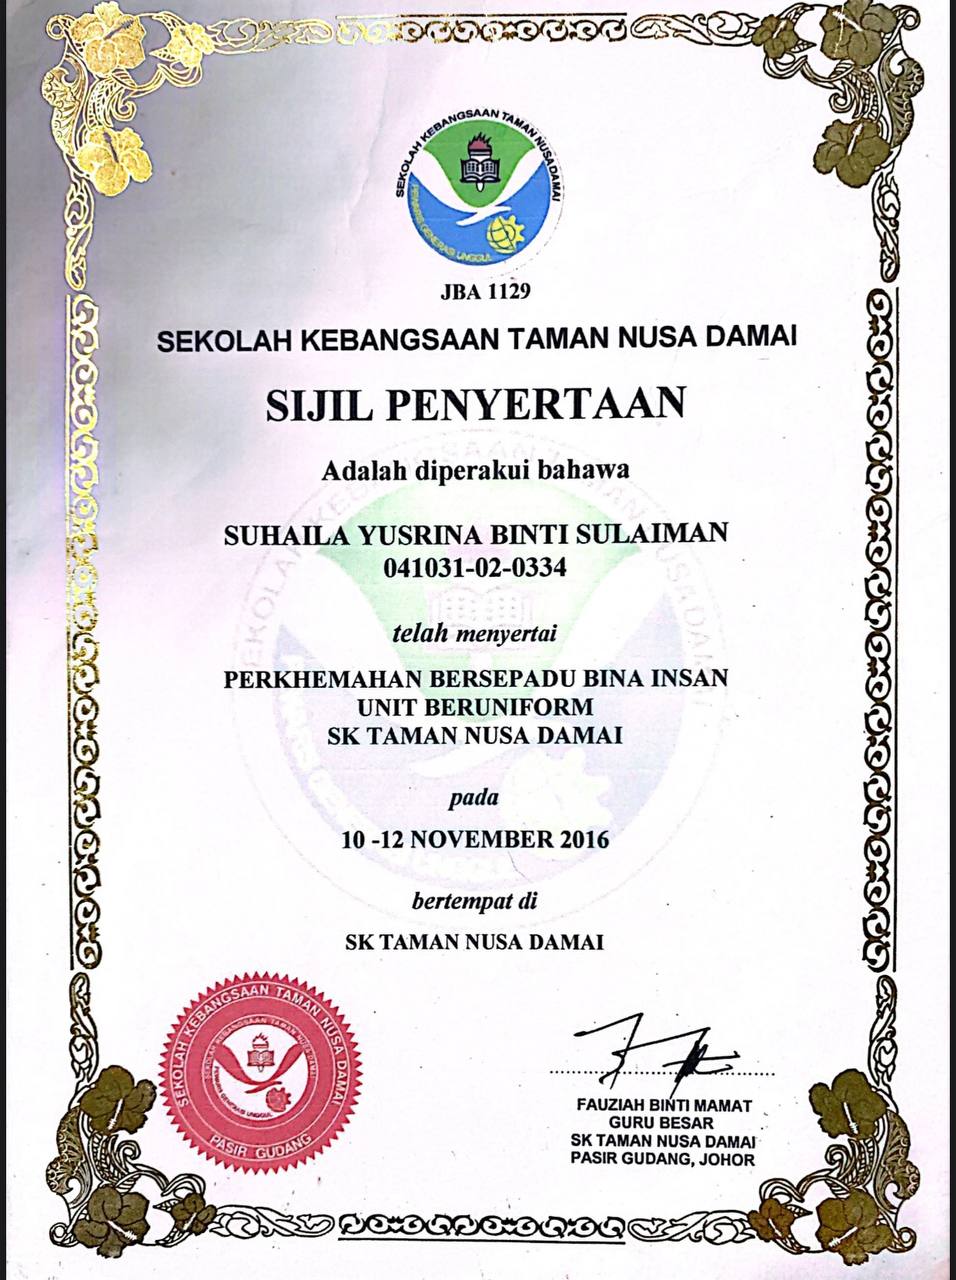 SEKOLAH KEBANGSAAN TAMAN NUSA DAMAI
PEWARIS GENERASI UNGGUL
JBA 1129
SEKOLAH KEBANGSAAN TAMAN NUSA DAMAI
SIJIL PENYERTAAN
Adalah diperakui bahawa
SUHAILA YUSRINA BINTI SULAIMAN
041031-02-0334
telah menyertai
PERKHEMAHAN BERSEPADU BINA INSAN
UNIT BERUNIFORM
SK TAMAN NUSA DAMAI
pada
10 -12 NOVEMBER 2016
bertempat di
SK TAMAN NUSA DAMAI
SEKOLAH KEBANGSAAN TAMAN NUSA DAMAI
SEKOLAH KEBANGSAAN TAMAN NUSA DAMAI
PEWARIS GENERASI UNGGUL
PASIR GUDANG
FAUZIAH BINTI MAMAT
GURU BESAR
SK TAMAN NUSA DAMAI
PASIR GUDANG, JOHOR